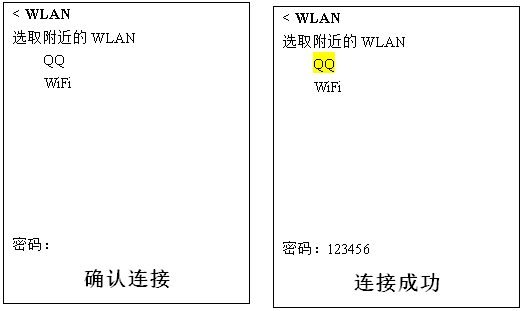 < WLAN
选取附近的 WLAN
QQ
WiFi
密码：
确认连接
< WLAN
选取附近的 WLAN
QQ
WiFi
密码：123456
连接成功